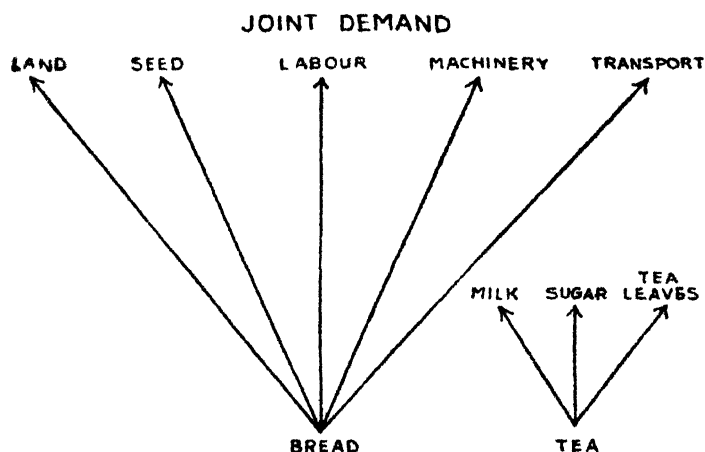 JOINT DEMAND
LAND SEED LABOUR MACHINERY TRANSPORT
MILK SUGAR TEA LEAVES
BREAD TEA